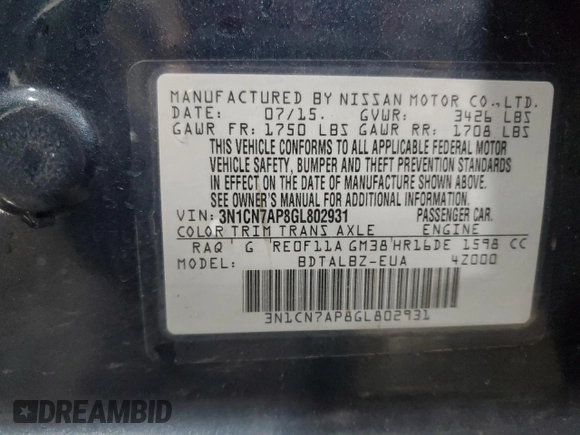 MANUFACTURED BY NISSAN MOTOR CO.,LTD.
DATE: 07/15. GVWR: 3426 LBS
GAWR FR: 1750 LBS GAWR RR: 1708 LBS
THIS VEHICLE CONFORMS TO ALL APPLICABLE FEDERAL MOTOR
VEHICLE SAFETY, BUMPER AND THEFT PREVENTION STANDARDS
IN EFFECT ON THE DATE OF MANUFACTURE SHOWN ABOVE.
SEE OWNER'S MANUAL FOR ADDITIONAL INFORMATION.
VIN: 3N1CN7AP8GL802931 PASSENGER CAR.
COLOR TRIM TRANS AXLE ENGINE
RAQ' G RE0F11A GM38 HR16DE 1598 CC
MODEL: BDTALBZ-EUA 4Z000
3N1CN7AP8GL802931
DREAMBID